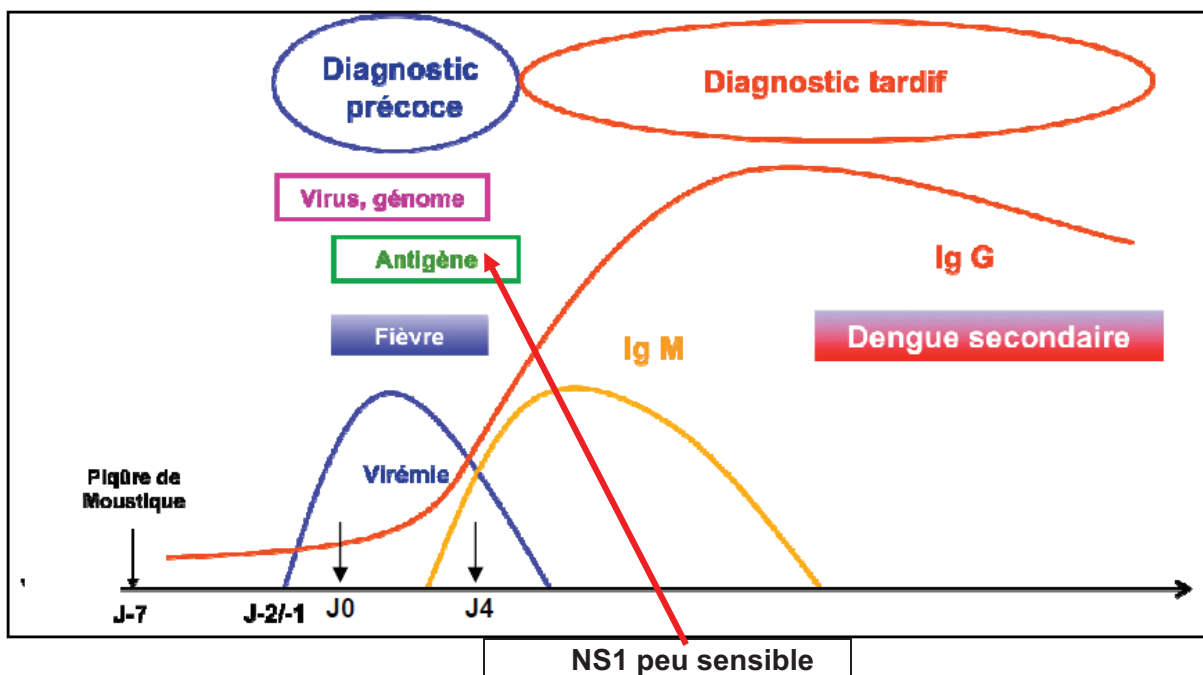 Diagnostic
précoce
Diagnostic tardif
Virus, génome
Antigène
Ig G
Fièvre
Ig M
Dengue secondaire
Virémie
Piqûre de
Moustique
J-7
J-2/-1
J0
J4
NS1 peu sensible